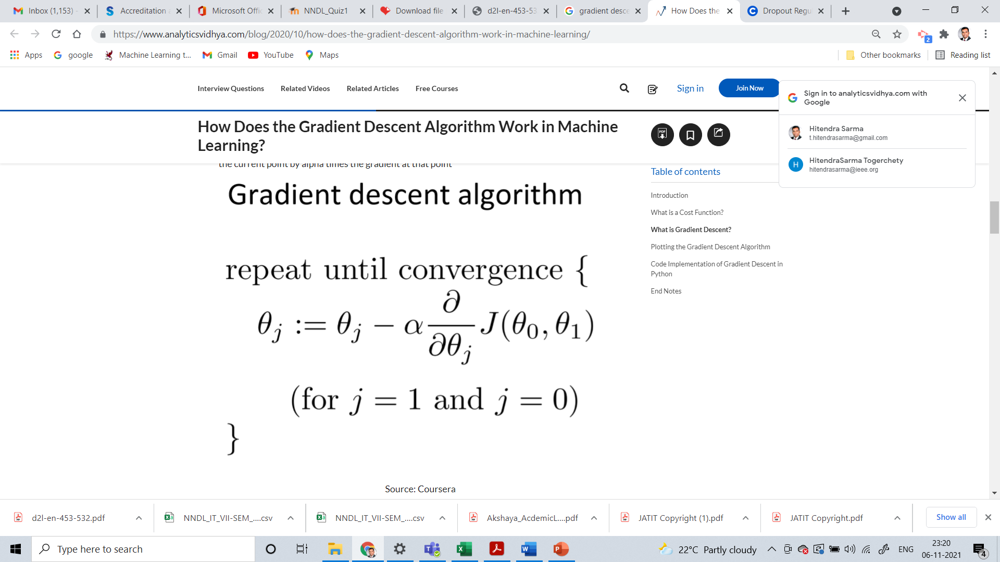 Inbox (1,153) -
Accreditation a
Microsoft Offic
NNDL_Quiz1
Download file
d2l-en-453-53
gradient desce
How Does the
Dropout Regu
https://www.analyticsvidhya.com/blog/2020/10/how-does-the-gradient-descent-algorithm-work-in-machine-learning/
2
Apps
google
Machine Learning t...
Gmail
YouTube
Maps
Other bookmarks
Reading list
Interview Questions
Related Videos
Related Articles
Free Courses
Sign in
Join Now
Sign in to analyticsvidhya.com with
Google
Hitendra Sarma
t.hitendrasarma@gmail.com
H
HitendraSarma Togerchety
hitendrasarma@ieee.org
How Does the Gradient Descent Algorithm Work in Machine
Learning?
PDF
the current point by alpha times the gradient at that point
Gradient descent algorithm
repeat until convergence {
θ_j := θ_j − α ∂/∂θ_j J(θ_0, θ_1)
(for j = 1 and j = 0)
}
Source: Coursera
Table of contents
Introduction
What is a Cost Function?
What is Gradient Descent?
Plotting the Gradient Descent Algorithm
Code Implementation of Gradient Descent in
Python
End Notes
d2l-en-453-532.pdf
NNDL_IT_VII-SEM_....csv
NNDL_IT_VII-SEM_....csv
Akshaya_AcdemicL....pdf
JATIT Copyright (1).pdf
JATIT Copyright.pdf
Show all
Type here to search
22°C Partly cloudy
ENG
23:20
06-11-2021
4